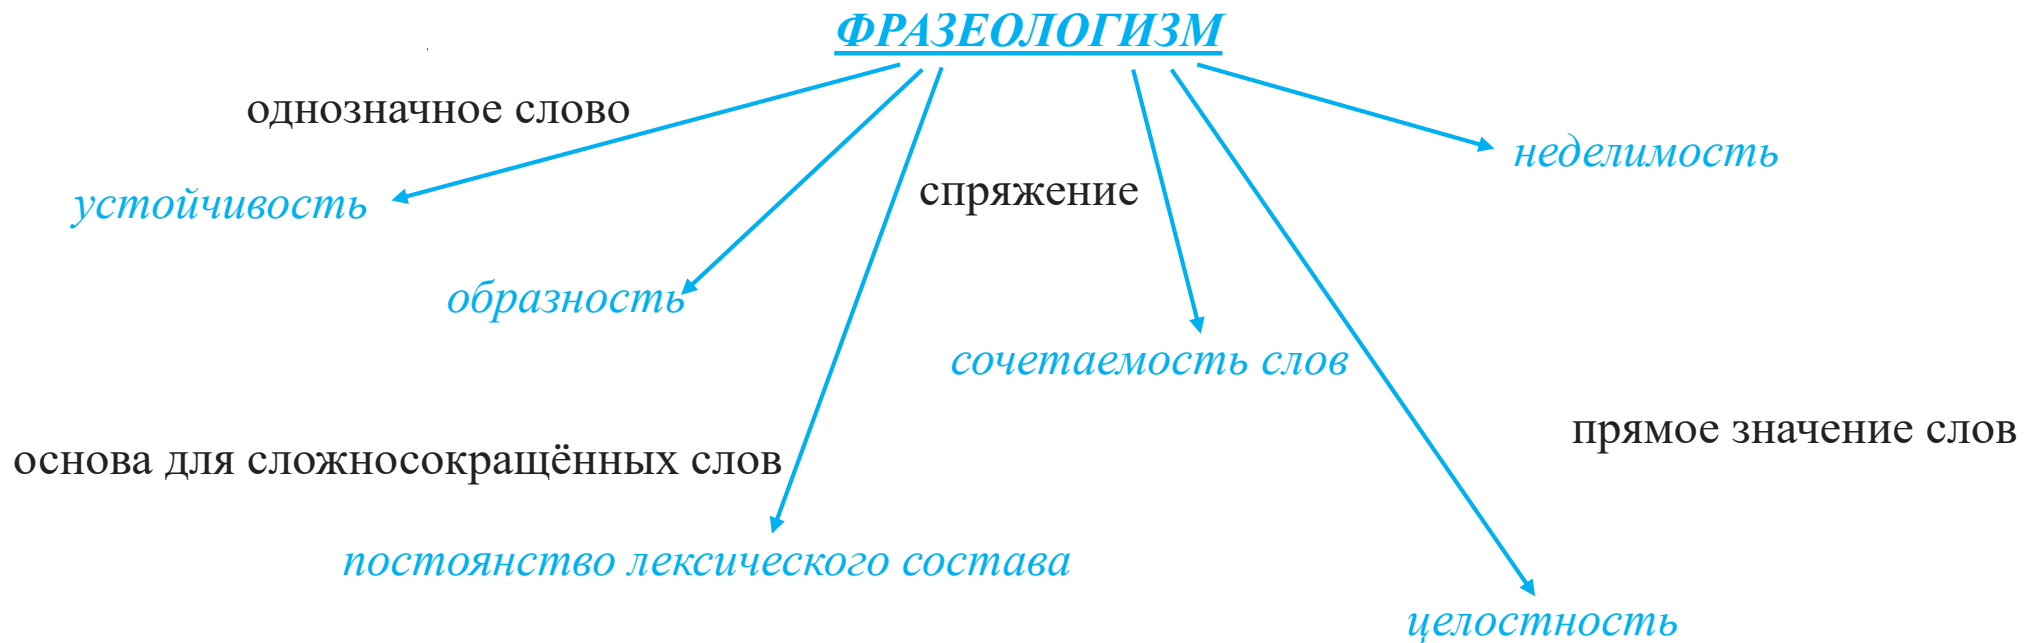 ФРАЗЕОЛОГИЗМ
однозначное слово
неделимость
спряжение
устойчивость
образность
сочетаемость слов
прямое значение слов
основа для сложносокращённых слов
постоянство лексического состава
целостность